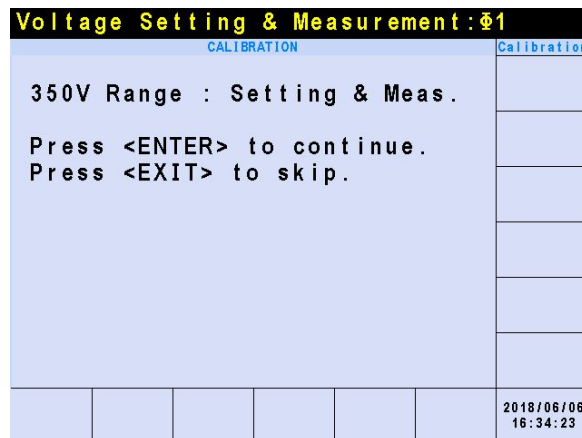 Voltage Setting & Measurement:Φ1
CALIBRATION
Calibration
350V Range : Setting & Meas.
Press <ENTER> to continue.
Press <EXIT> to skip.
2018/06/06
16:34:23